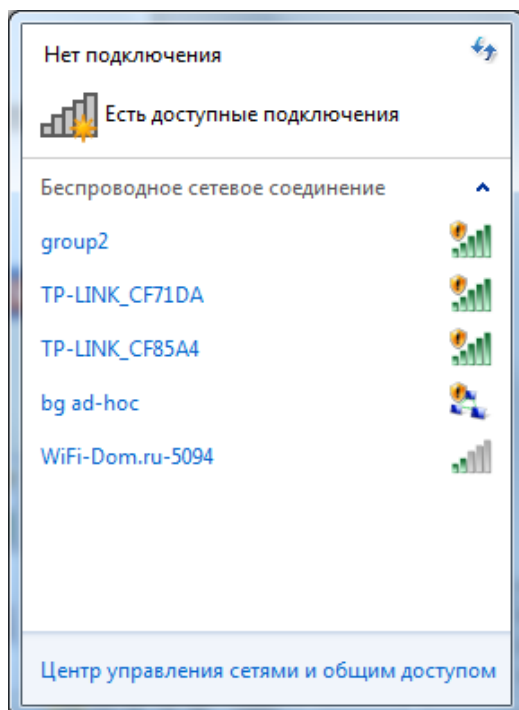 Нет подключения
Есть доступные подключения
Беспроводное сетевое соединение
group2
TP-LINK_CF71DA
TP-LINK_CF85A4
bg ad-hoc
WiFi-Dom.ru-5094
Центр управления сетями и общим доступом